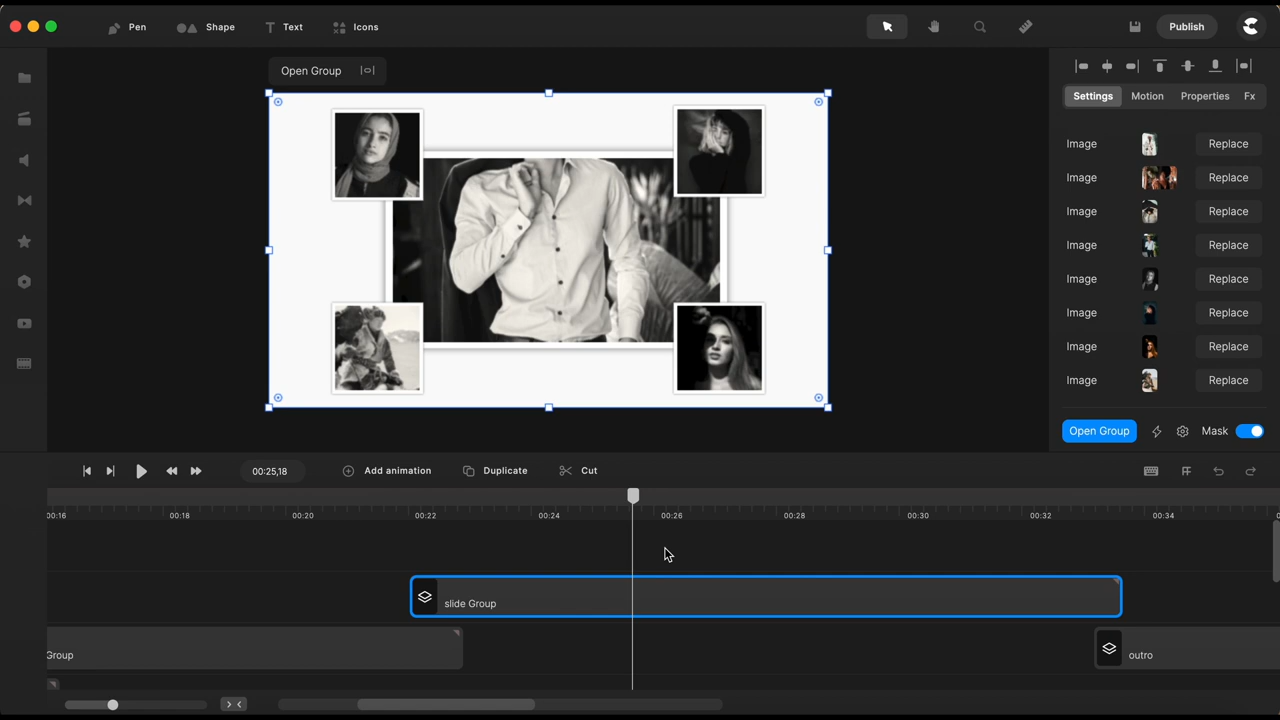 Pen Shape Text Icons Publish
Open Group
Settings Motion Properties Fx
Image Replace
Image Replace
Image Replace
Image Replace
Image Replace
Image Replace
Image Replace
Image Replace
Open Group Mask
00:25,18 Add animation Duplicate Cut
00:16 00:18 00:20 00:22 00:24 00:26 00:28 00:30 00:32 00:34
slide Group
Group outro